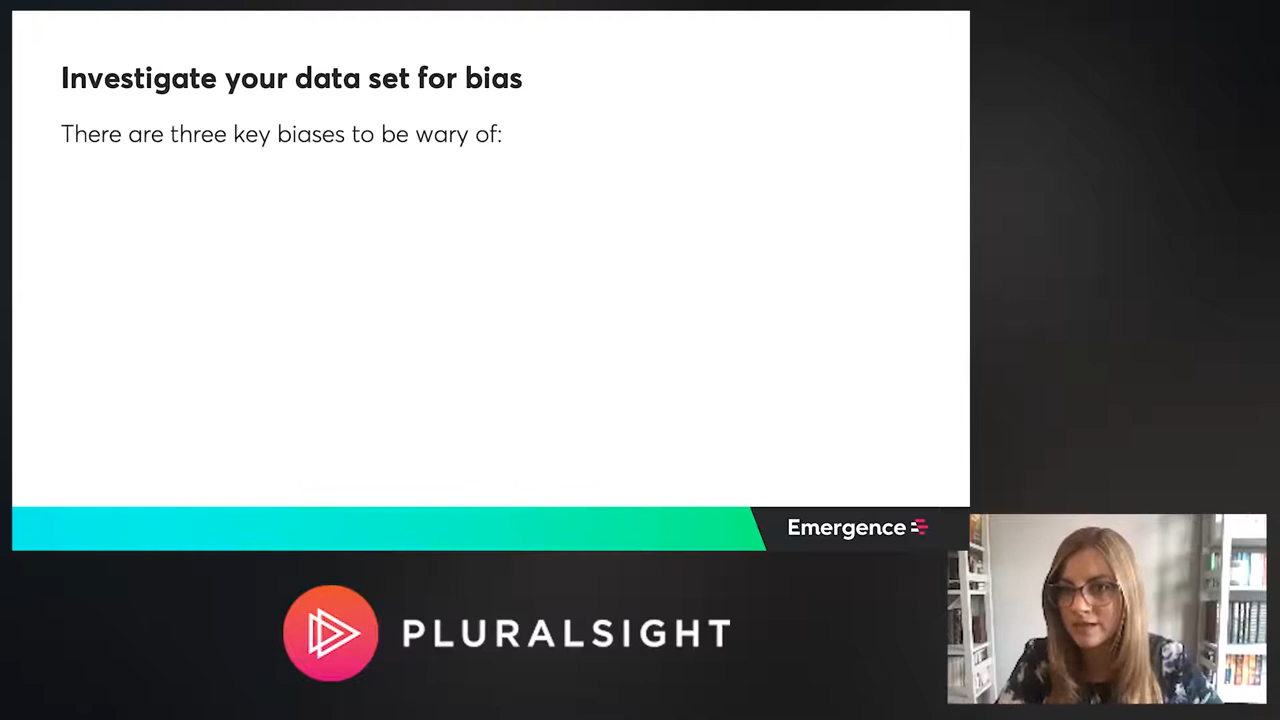 Investigate your data set for bias
There are three key biases to be wary of:
Emergence
PLURALSIGHT